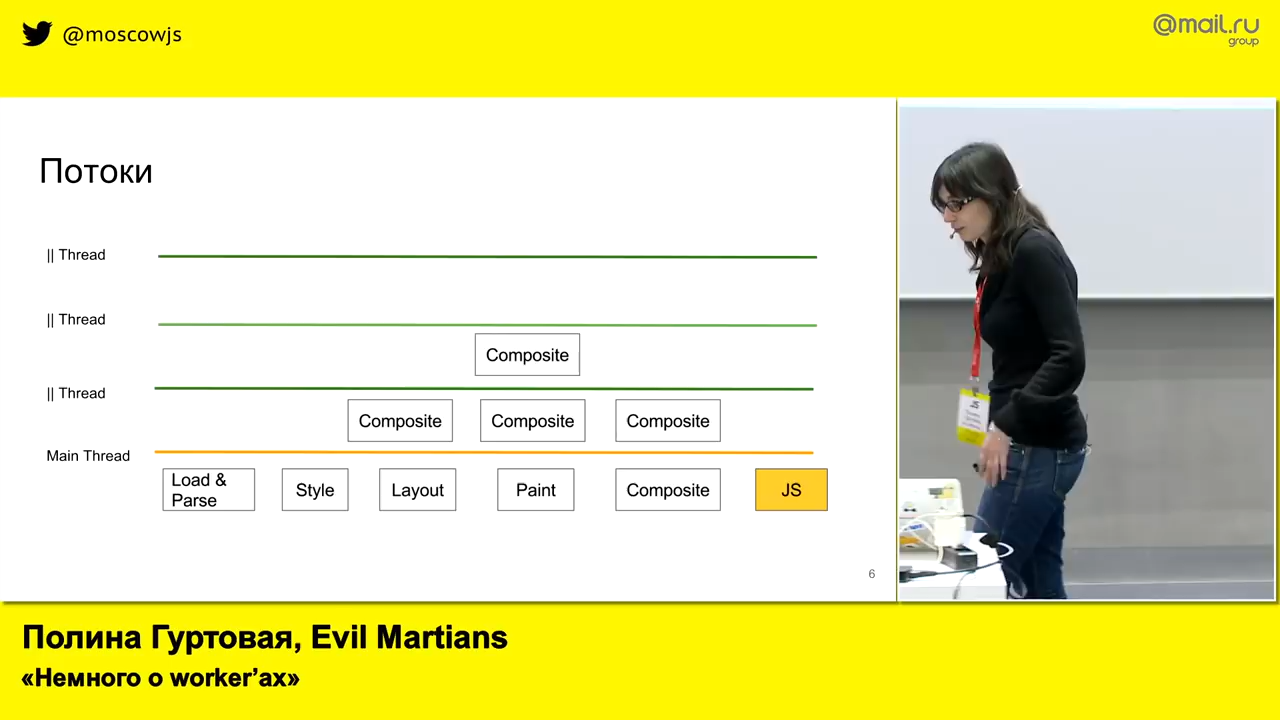 @moscowjs
@mail.ru
group
Потоки
|| Thread
|| Thread
Composite
|| Thread
Composite
Composite
Composite
Main Thread
Load &
Parse
Style
Layout
Paint
Composite
JS
6
JS
Полина Гуртовая, Evil Martians
«Немного о worker’ах»